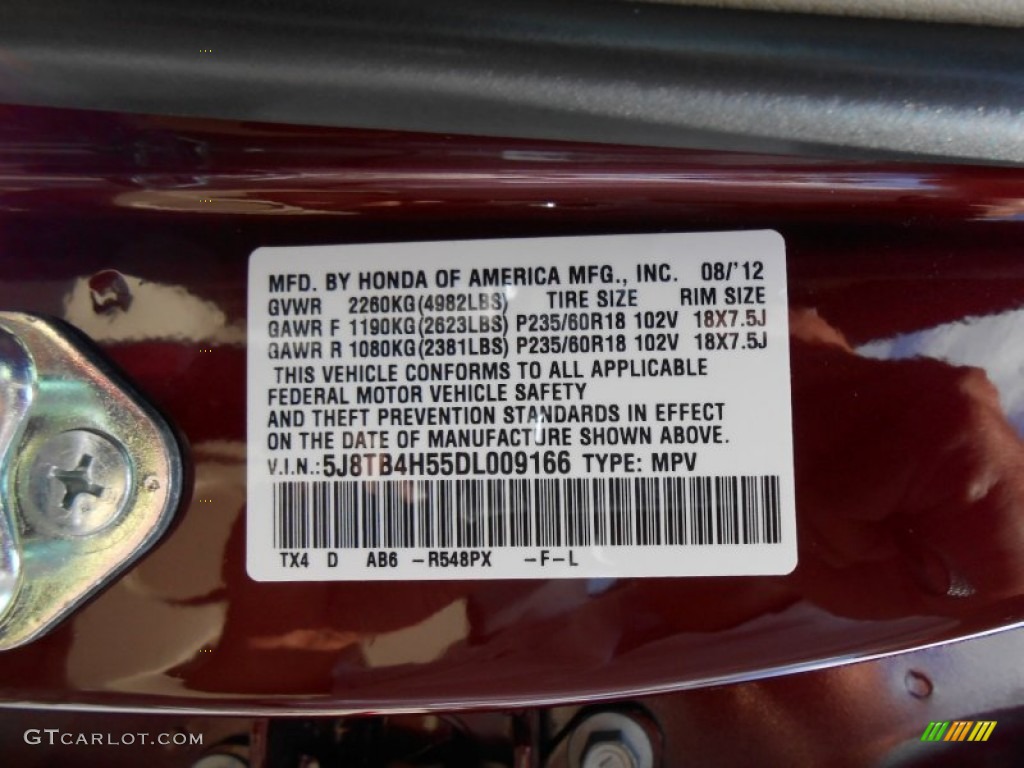 MFD. BY HONDA OF AMERICA MFG., INC. 08/'12
GVWR 2260KG(4982LBS) TIRE SIZE RIM SIZE
GAWR F 1190KG(2623LBS) P235/60R18 102V 18X7.5J
GAWR R 1080KG(2381LBS) P235/60R18 102V 18X7.5J
THIS VEHICLE CONFORMS TO ALL APPLICABLE
FEDERAL MOTOR VEHICLE SAFETY
AND THEFT PREVENTION STANDARDS IN EFFECT
ON THE DATE OF MANUFACTURE SHOWN ABOVE.
V.I.N.:5J8TB4H55DL009166 TYPE: MPV
TX4 D AB6 -R548PX -F-L
GTCARLOT.COM